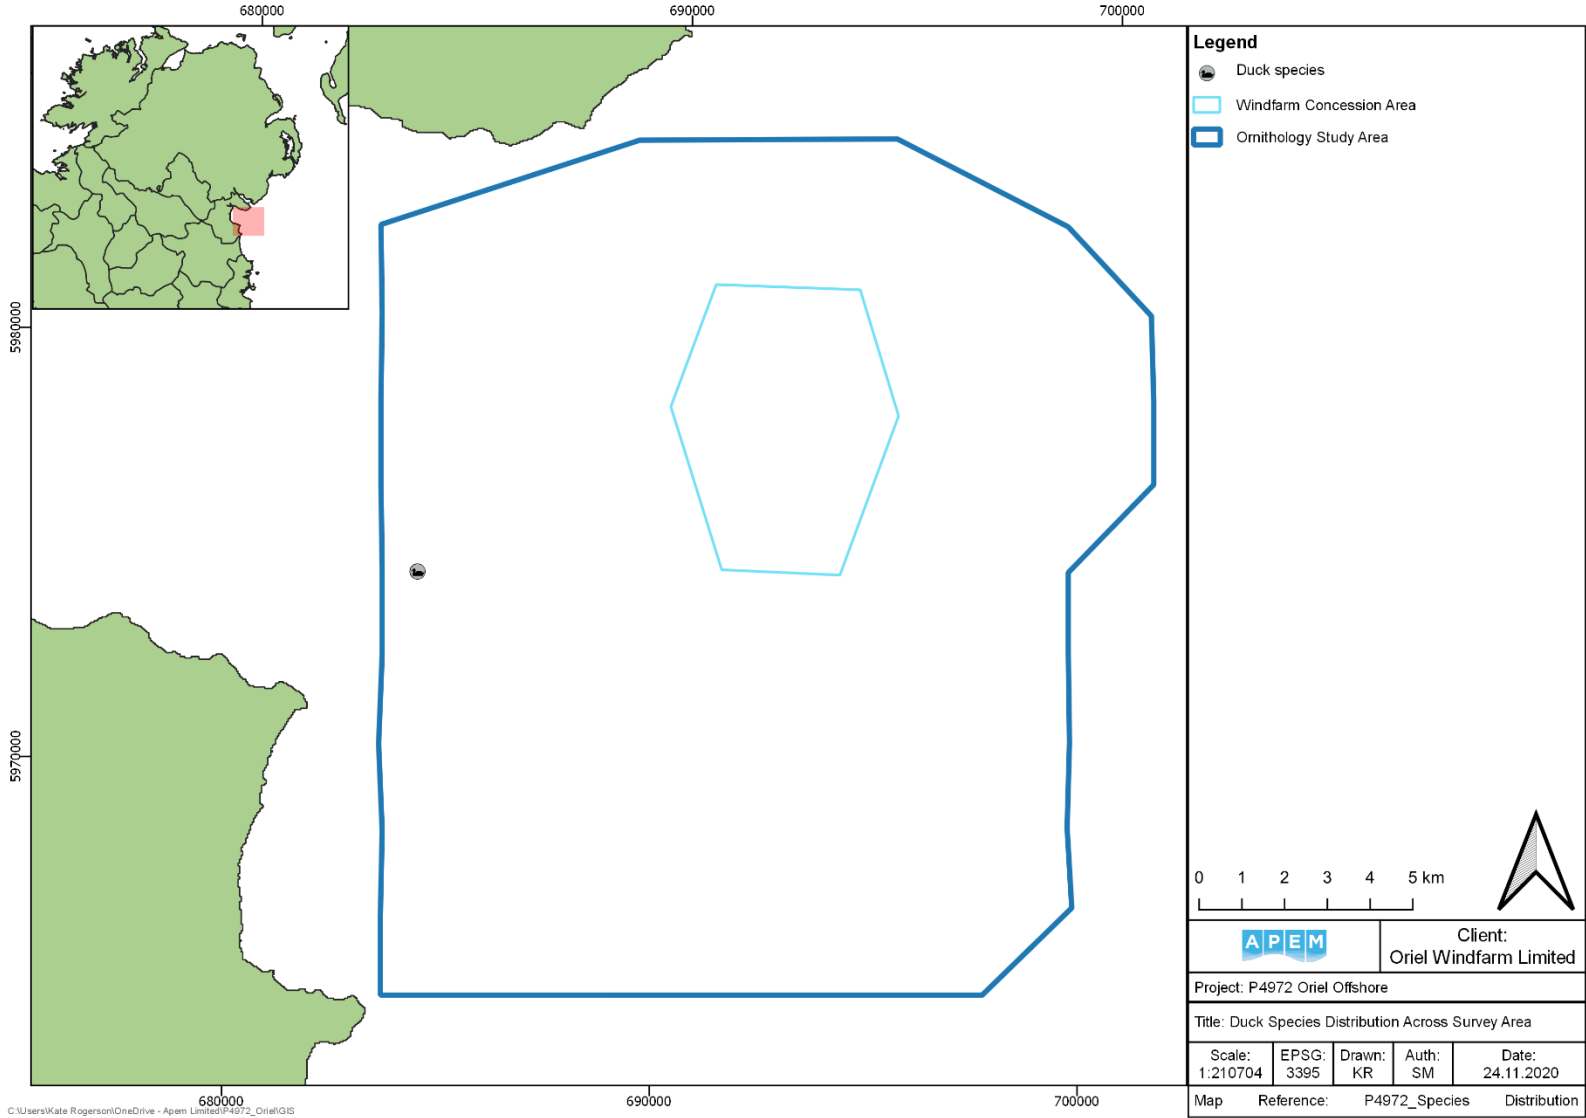 680000
690000
700000
5980000
5970000
680000
690000
700000
Legend
Duck species
Windfarm Concession Area
Ornithology Study Area
0 1 2 3 4 5 km
APEM
Client:
Oriel Windfarm Limited
Project: P4972 Oriel Offshore
Title: Duck Species Distribution Across Survey Area
Scale:
1:210704
EPSG:
3395
Drawn:
KR
Auth:
SM
Date:
24.11.2020
Map Reference: P4972_Species Distribution
C:\Users\Kate Rogerson\OneDrive - Apem Limited\P4972_Oriel\GIS